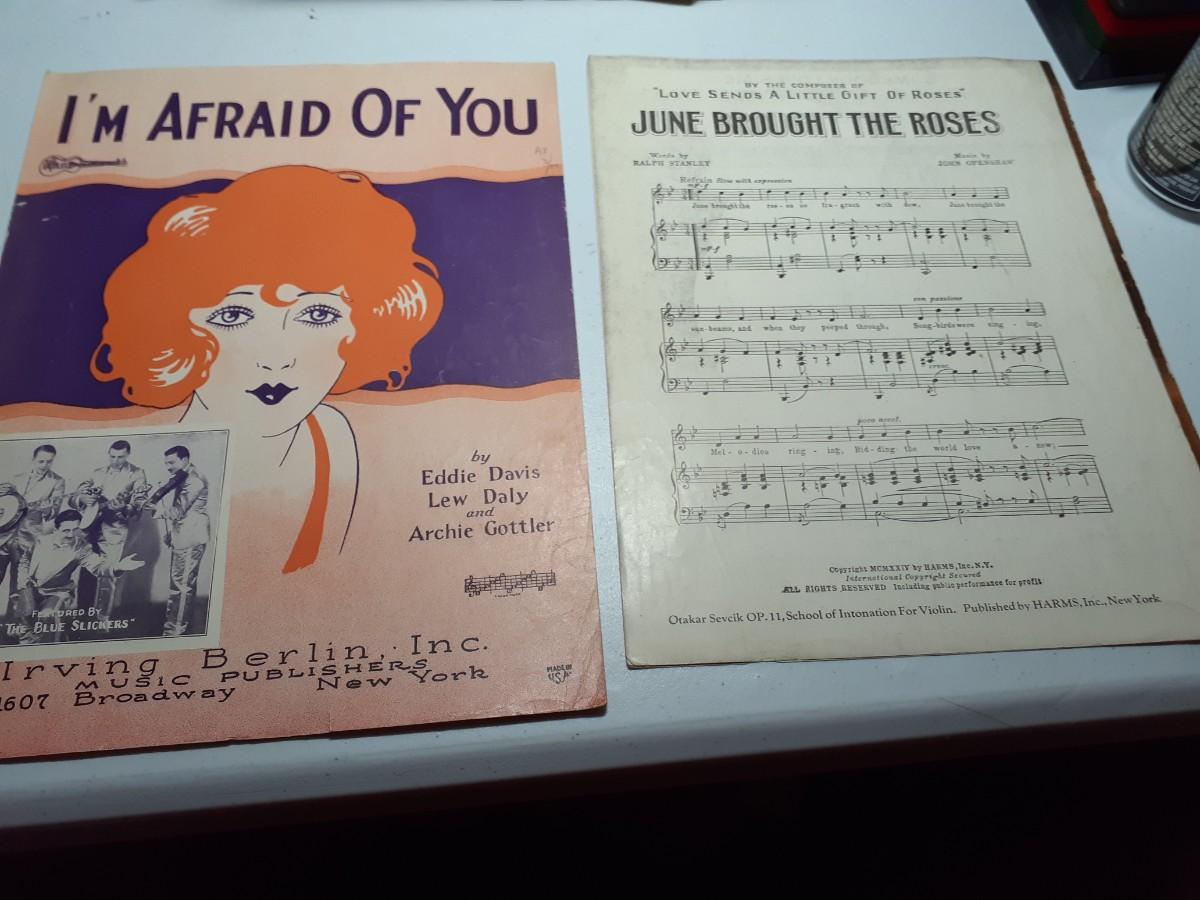 I'M AFRAID OF YOU
by
Eddie Davis
Lew Daly
and
Archie Gottler
FEATURED BY
"THE BLUE SLICKERS"
Irving Berlin, Inc.
MUSIC PUBLISHERS
1607 Broadway New York
MADE IN
USA
BY THE COMPOSER OF
"LOVE SENDS A LITTLE GIFT OF ROSES"
JUNE BROUGHT THE ROSES
Words by
RALPH STANLEY
Music by
JOHN OPENSHAW
Refrain Slow with expression
mp-f
June brought the ros-es so fra-grant with dew, June brought the
mp-f
con passione
sun-beams, and when they peeped through, Song-birds were sing-ing,
cresc.
poco accel.
Mel-o-dies ring-ing, Bid-ding the world love a-new;
Copyright MCMXXIV by HARMS, Inc. N.Y.
International Copyright Secured
ALL RIGHTS RESERVED Including public performance for profit
Otakar Sevcik OP. 11, School of Intonation For Violin. Published by HARMS, Inc., New York